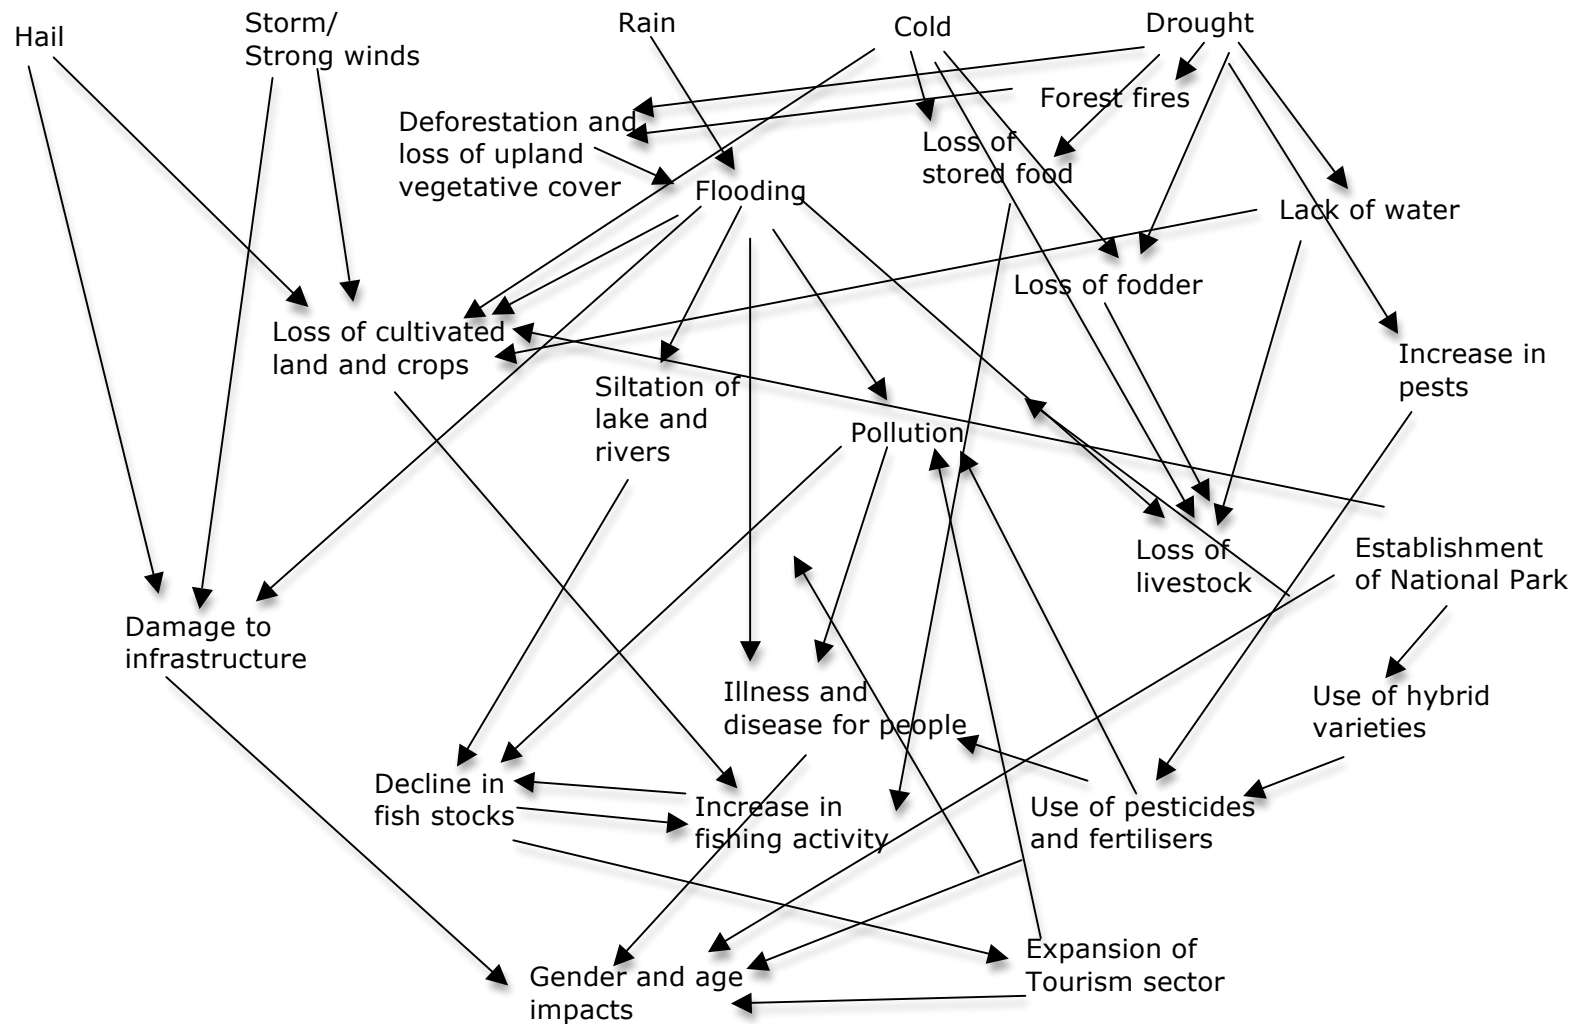 Hail
Storm/
Strong winds
Rain
Cold
Drought
Forest fires
Deforestation and
loss of upland
vegetative cover
Loss of
stored food
Flooding
Lack of water
Loss of fodder
Loss of cultivated
land and crops
Increase in
pests
Siltation of
lake and
rivers
Pollution
Loss of
livestock
Establishment
of National Park
Damage to
infrastructure
Illness and
disease for people
Use of hybrid
varieties
Decline in
fish stocks
Increase in
fishing activity
Use of pesticides
and fertilisers
Expansion of
Tourism sector
Gender and age
impacts